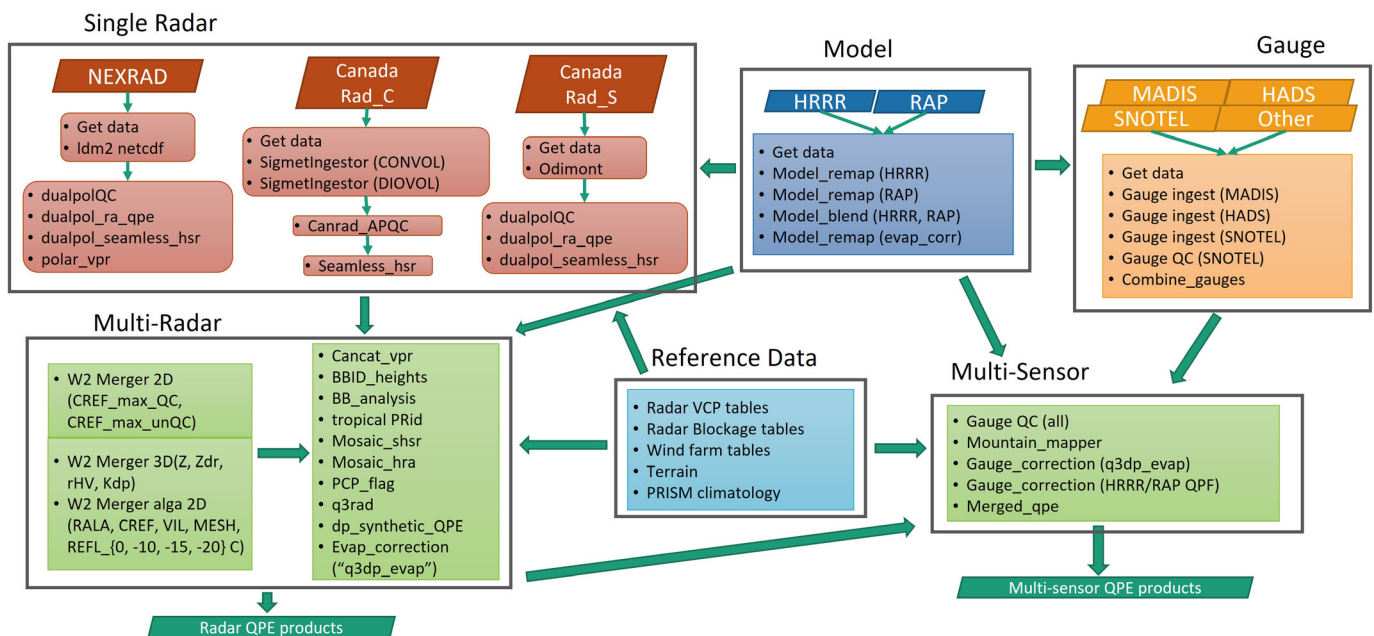 Single Radar
NEXRAD
• Get data
• ldm2 netcdf
• dualpolQC
• dualpol_ra_qpe
• dualpol_seamless_hsr
• polar_vpr
Canada
Rad_C
• Get data
• SigmetIngestor (CONVOL)
• SigmetIngestor (DIOVOL)
• Canrad_APQC
• Seamless_hsr
Canada
Rad_S
• Get data
• Odimont
• dualpolQC
• dualpol_ra_qpe
• dualpol_seamless_hsr
Model
HRRR
RAP
• Get data
• Model_remap (HRRR)
• Model_remap (RAP)
• Model_blend (HRRR, RAP)
• Model_remap (evap_corr)
Gauge
MADIS
HADS
SNOTEL
Other
• Get data
• Gauge ingest (MADIS)
• Gauge ingest (HADS)
• Gauge ingest (SNOTEL)
• Gauge QC (SNOTEL)
• Combine_gauges
Multi-Radar
• W2 Merger 2D
(CREF_max_QC,
CREF_max_unQC)
• W2 Merger 3D(Z, Zdr,
rHV, Kdp)
• W2 Merger alga 2D
(RALA, CREF, VIL, MESH,
REFL_{0, -10, -15, -20} C)
• Cancat_vpr
• BBID_heights
• BB_analysis
• tropical PRid
• Mosaic_shsr
• Mosaic_hra
• PCP_flag
• q3rad
• dp_synthetic_QPE
• Evap_correction
("q3dp_evap")
Reference Data
• Radar VCP tables
• Radar Blockage tables
• Wind farm tables
• Terrain
• PRISM climatology
Multi-Sensor
• Gauge QC (all)
• Mountain_mapper
• Gauge_correction (q3dp_evap)
• Gauge_correction (HRRR/RAP QPF)
• Merged_qpe
Radar QPE products
Multi-sensor QPE products